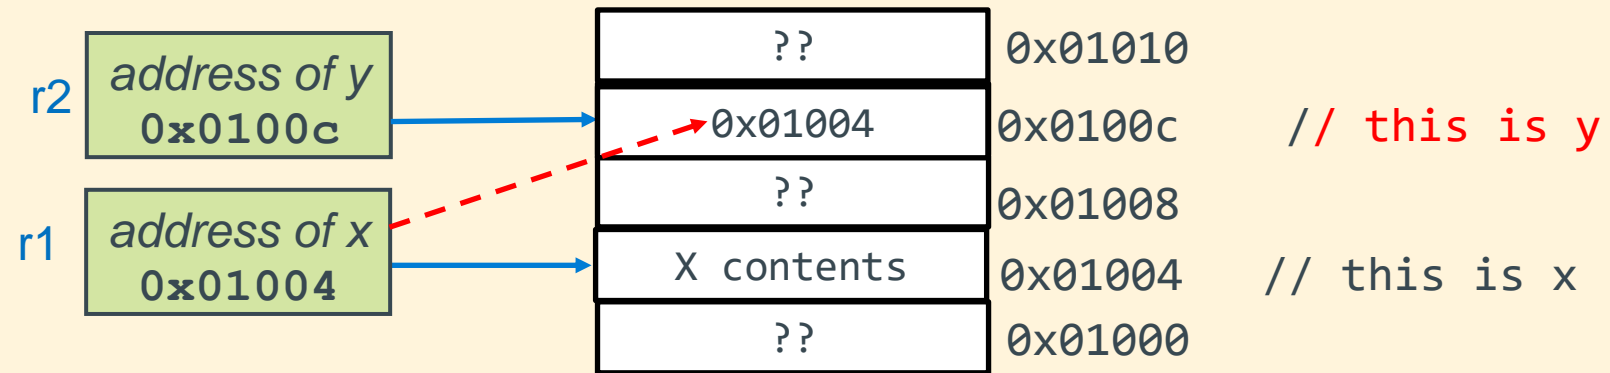 r2
address of y
0x0100c
r1
address of x
0x01004
?? 0x01010
0x01004 0x0100c // this is y
?? 0x01008
X contents 0x01004 // this is x
?? 0x01000